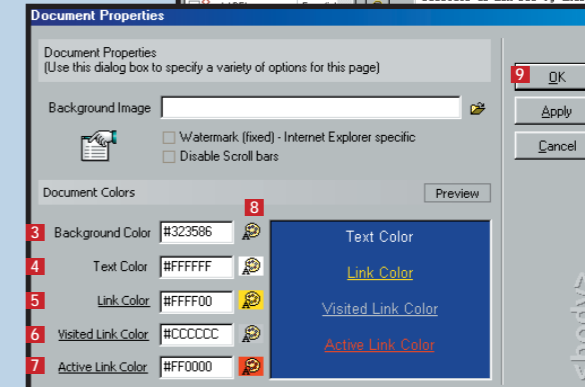 Document Properties
Document Properties
(Use this dialog box to specify a variety of options for this page)
9 OK
Background Image
Apply
Watermark (fixed) - Internet Explorer specific
Disable Scroll bars
Cancel
Document Colors
Preview
8
3 Background Color #323586
Text Color
4 Text Color #FFFFFF
Link Color
5 Link Color #FFFF00
Visited Link Color
6 Visited Link Color #CCCCCC
Active Link Color
7 Active Link Color #FF0000
<body>